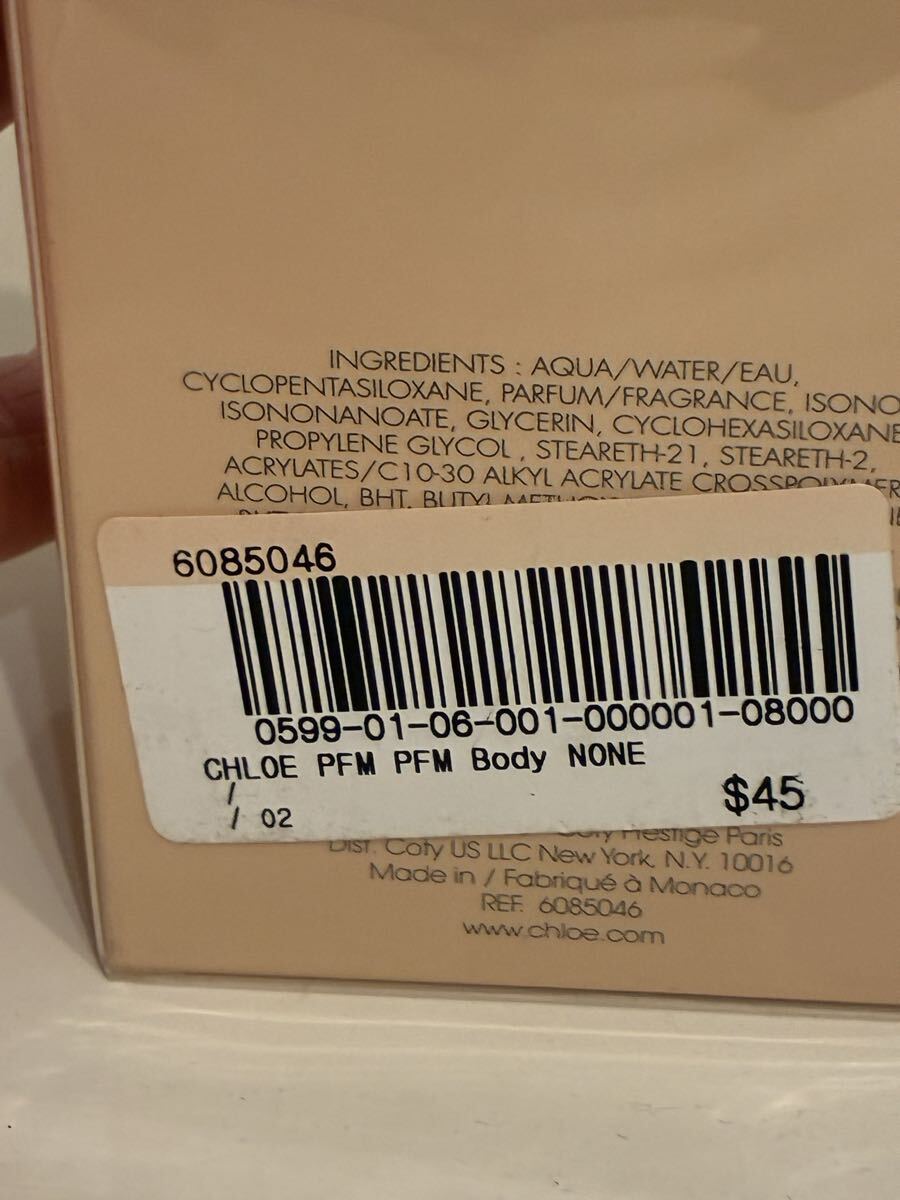 INGREDIENTS : AQUA/WATER/EAU,
CYCLOPENTASILOXANE, PARFUM/FRAGRANCE, ISONO
ISONONANOATE, GLYCERIN, CYCLOHEXASILOXANE
PROPYLENE GLYCOL , STEARETH-21, STEARETH-2,
ACRYLATES/C10-30 ALKYL ACRYLATE CROSSPOLYMER
ALCOHOL, BHT, BUTYL
6085046
0599-01-06-001-000001-08000
CHLOE PFM PFM Body NONE
/
$45
/ 02
Coty Prestige Paris
Dist. Coty US LLC New York, N.Y. 10016
Made in / Fabriqué à Monaco
REF. 6085046
www.chloe.com